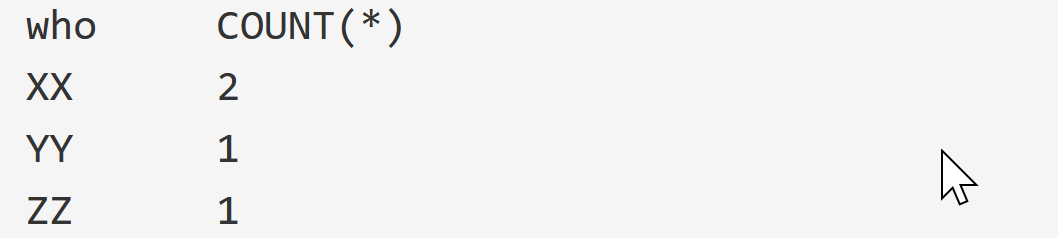 who COUNT(*)
XX 2
YY 1
ZZ 1